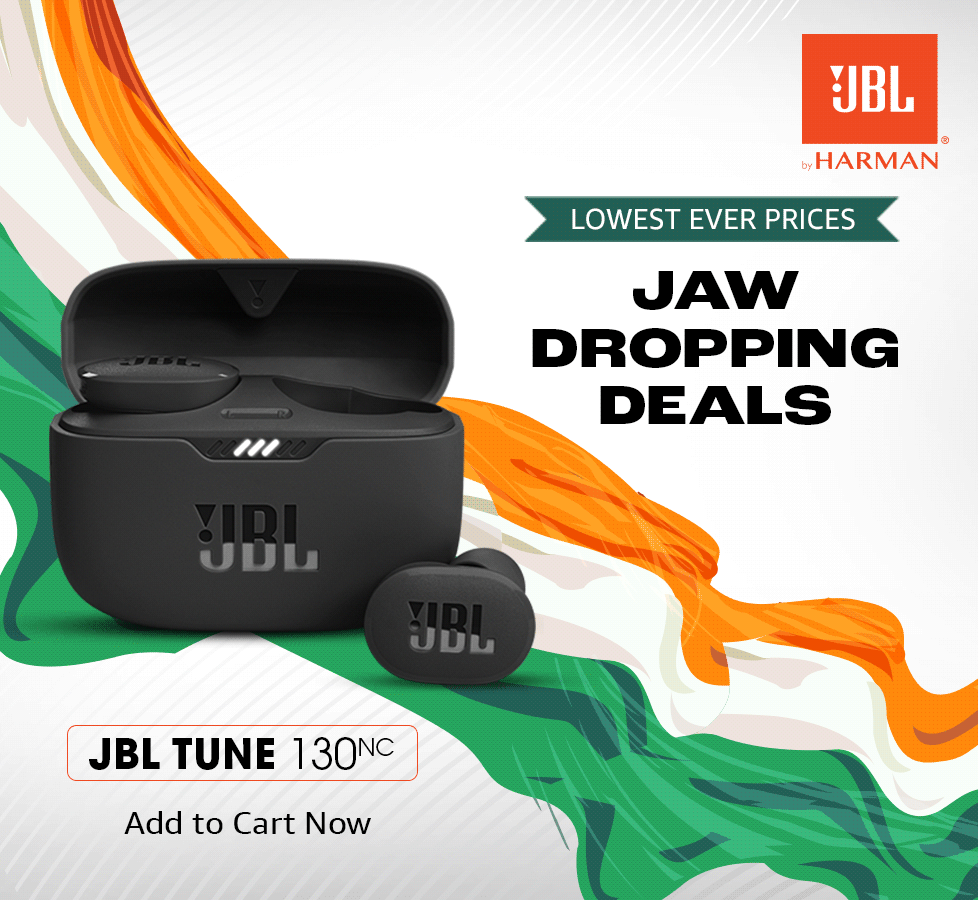 JBL
by HARMAN®
LOWEST EVER PRICES
JAW
DROPPING
DEALS
JBL
JBL
JBL
JBL TUNE 130NC
Add to Cart Now